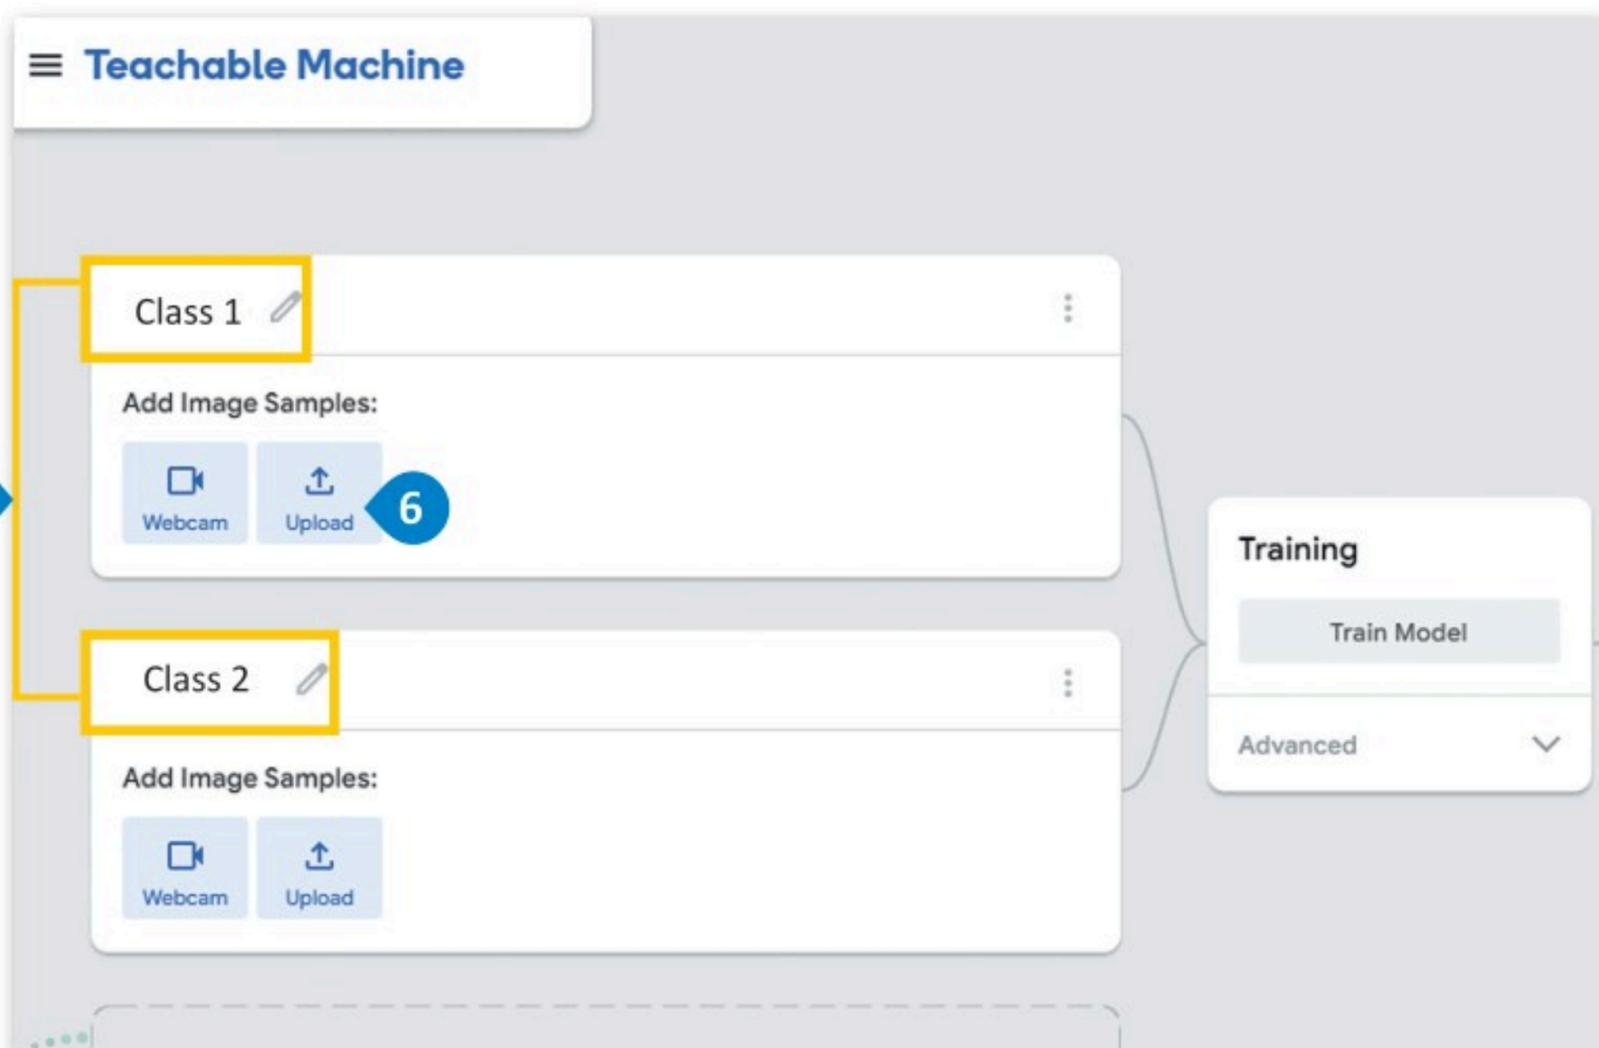 Teachable Machine
Class 1
Add Image Samples:
Webcam
Upload
6
Class 2
Add Image Samples:
Webcam
Upload
Training
Train Model
Advanced